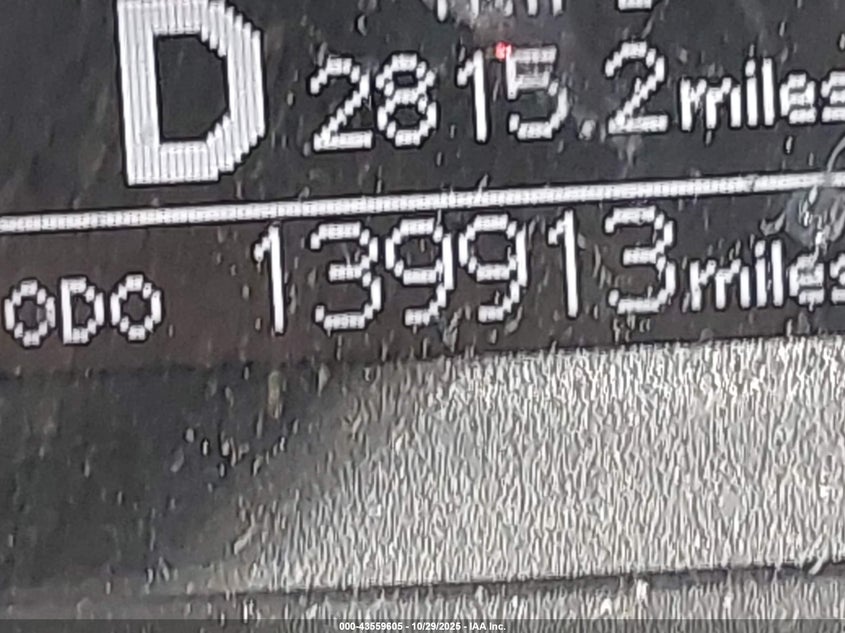 D 2815.2 miles
ODO 139913 miles
000-43559605 - 10/29/2025 - IAA Inc.